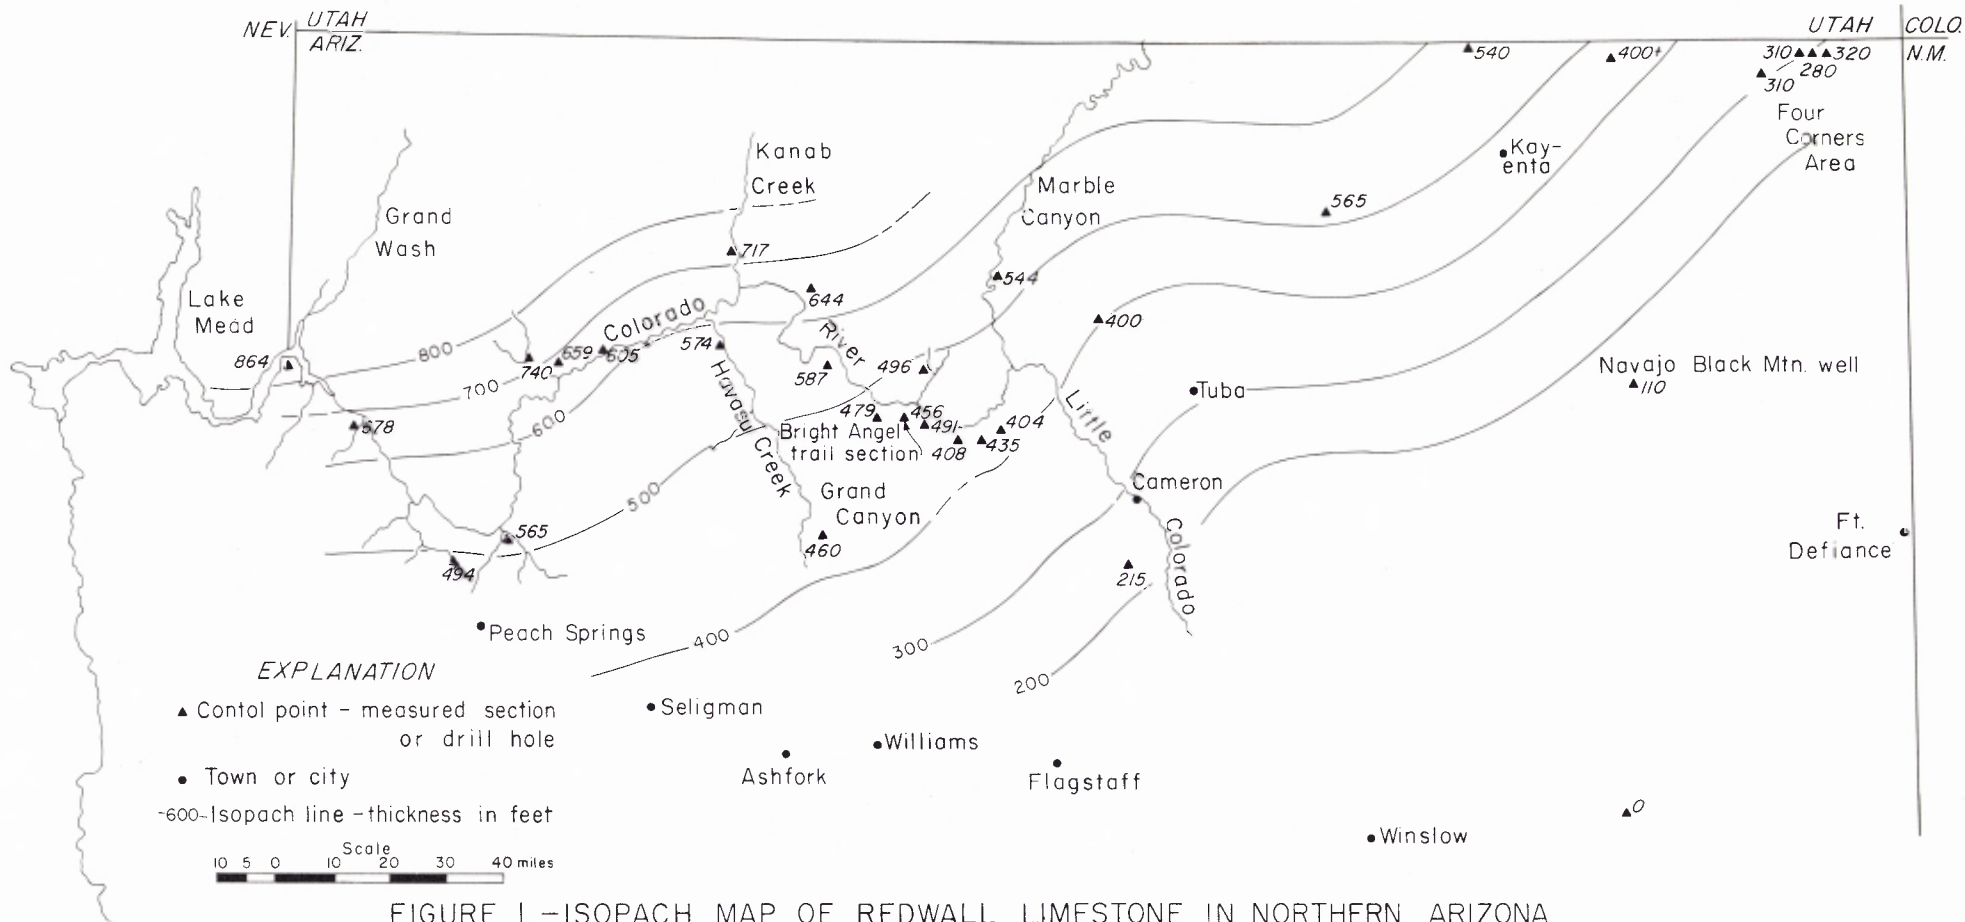 NEV. UTAH
ARIZ.
UTAH COLO.
N.M.
540
400+
310 320
280
310
Four
Corners
Area
Kanab
Creek
Kay-
enta
Marble
Canyon
565
Grand
Wash
717
544
644
Lake
Mead
400
Colorado
River
864
800
740
659
605
574
587
496
Navajo Black Mtn. well
110
Tuba
700
600
Havasu Creek
Little
Colorado
678
479
456
491
Bright Angel
trail section
408
435
404
Cameron
500
Grand
Canyon
460
565
494
215
Ft.
Defiance
Peach Springs
400
300
200
EXPLANATION
Contol point - measured section
or drill hole
Town or city
-600-Isopach line - thickness in feet
Scale
10 5 0 10 20 30 40 miles
Seligman
Ashfork
Williams
Flagstaff
Winslow
0
FIGURE 1.-ISOPACH MAP OF REDWALL LIMESTONE IN NORTHERN ARIZONA